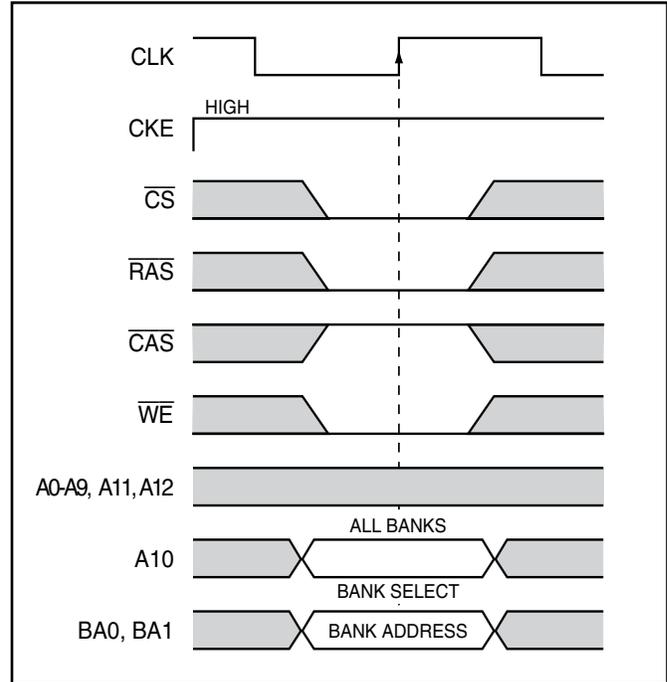 CLK
HIGH
CKE
CS
RAS
CAS
WE
A0-A9, A11, A12
ALL BANKS
A10
BANK SELECT
BA0, BA1
BANK ADDRESS